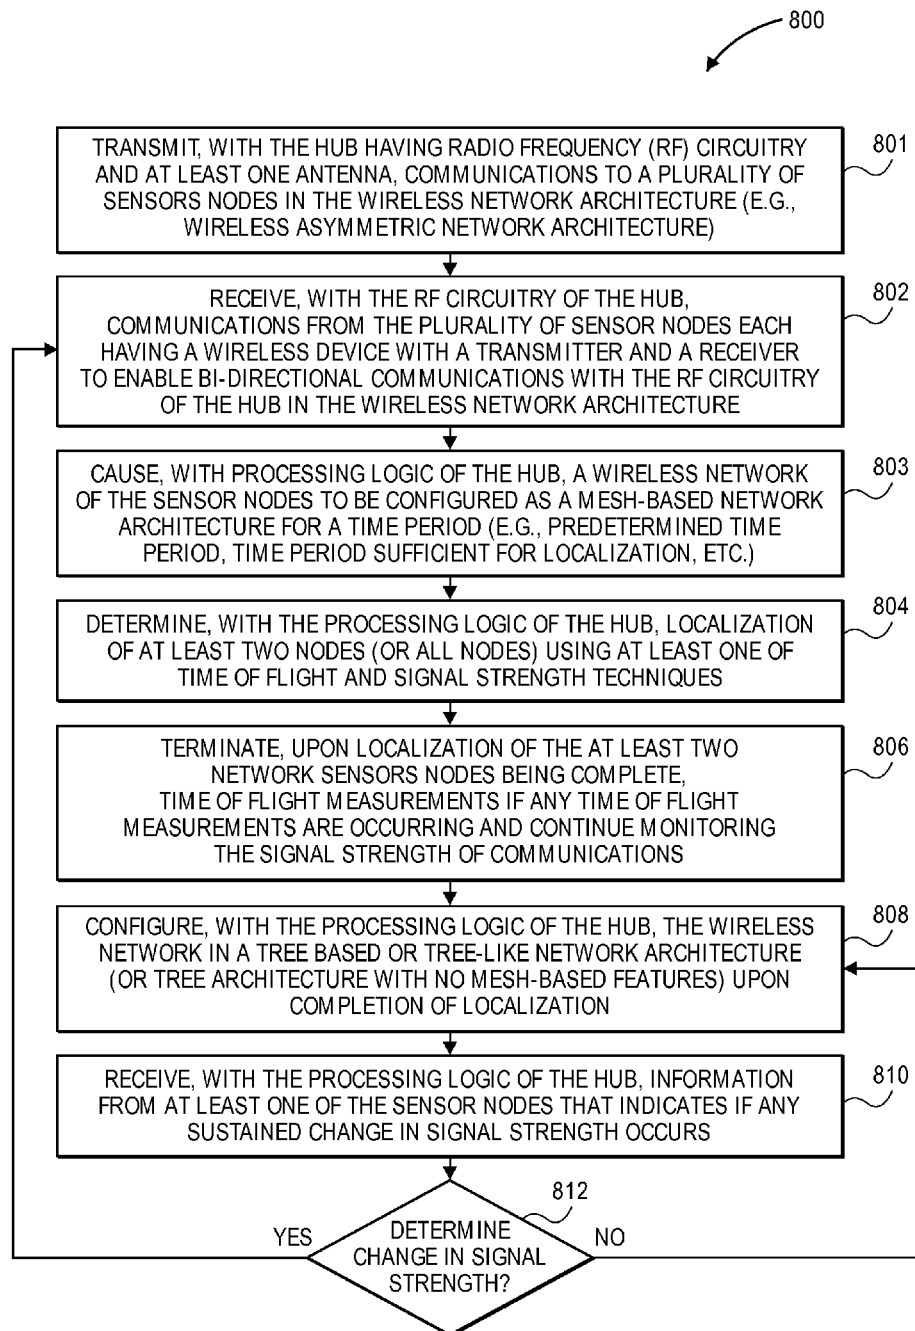 800
TRANSMIT, WITH THE HUB HAVING RADIO FREQUENCY (RF) CIRCUITRY
AND AT LEAST ONE ANTENNA, COMMUNICATIONS TO A PLURALITY OF
SENSORS NODES IN THE WIRELESS NETWORK ARCHITECTURE (E.G.,
WIRELESS ASYMMETRIC NETWORK ARCHITECTURE)
801
RECEIVE, WITH THE RF CIRCUITRY OF THE HUB,
COMMUNICATIONS FROM THE PLURALITY OF SENSOR NODES EACH
HAVING A WIRELESS DEVICE WITH A TRANSMITTER AND A RECEIVER
TO ENABLE BI-DIRECTIONAL COMMUNICATIONS WITH THE RF CIRCUITRY
OF THE HUB IN THE WIRELESS NETWORK ARCHITECTURE
802
CAUSE, WITH PROCESSING LOGIC OF THE HUB, A WIRELESS NETWORK
OF THE SENSOR NODES TO BE CONFIGURED AS A MESH-BASED NETWORK
ARCHITECTURE FOR A TIME PERIOD (E.G., PREDETERMINED TIME
PERIOD, TIME PERIOD SUFFICIENT FOR LOCALIZATION, ETC.)
803
DETERMINE, WITH THE PROCESSING LOGIC OF THE HUB, LOCALIZATION
OF AT LEAST TWO NODES (OR ALL NODES) USING AT LEAST ONE OF
TIME OF FLIGHT AND SIGNAL STRENGTH TECHNIQUES
804
TERMINATE, UPON LOCALIZATION OF THE AT LEAST TWO
NETWORK SENSORS NODES BEING COMPLETE,
TIME OF FLIGHT MEASUREMENTS IF ANY TIME OF FLIGHT
MEASUREMENTS ARE OCCURRING AND CONTINUE MONITORING
THE SIGNAL STRENGTH OF COMMUNICATIONS
806
CONFIGURE, WITH THE PROCESSING LOGIC OF THE HUB, THE WIRELESS
NETWORK IN A TREE BASED OR TREE-LIKE NETWORK ARCHITECTURE
(OR TREE ARCHITECTURE WITH NO MESH-BASED FEATURES) UPON
COMPLETION OF LOCALIZATION
808
RECEIVE, WITH THE PROCESSING LOGIC OF THE HUB, INFORMATION
FROM AT LEAST ONE OF THE SENSOR NODES THAT INDICATES IF ANY
SUSTAINED CHANGE IN SIGNAL STRENGTH OCCURS
810
812
YES
DETERMINE
CHANGE IN SIGNAL
STRENGTH?
NO